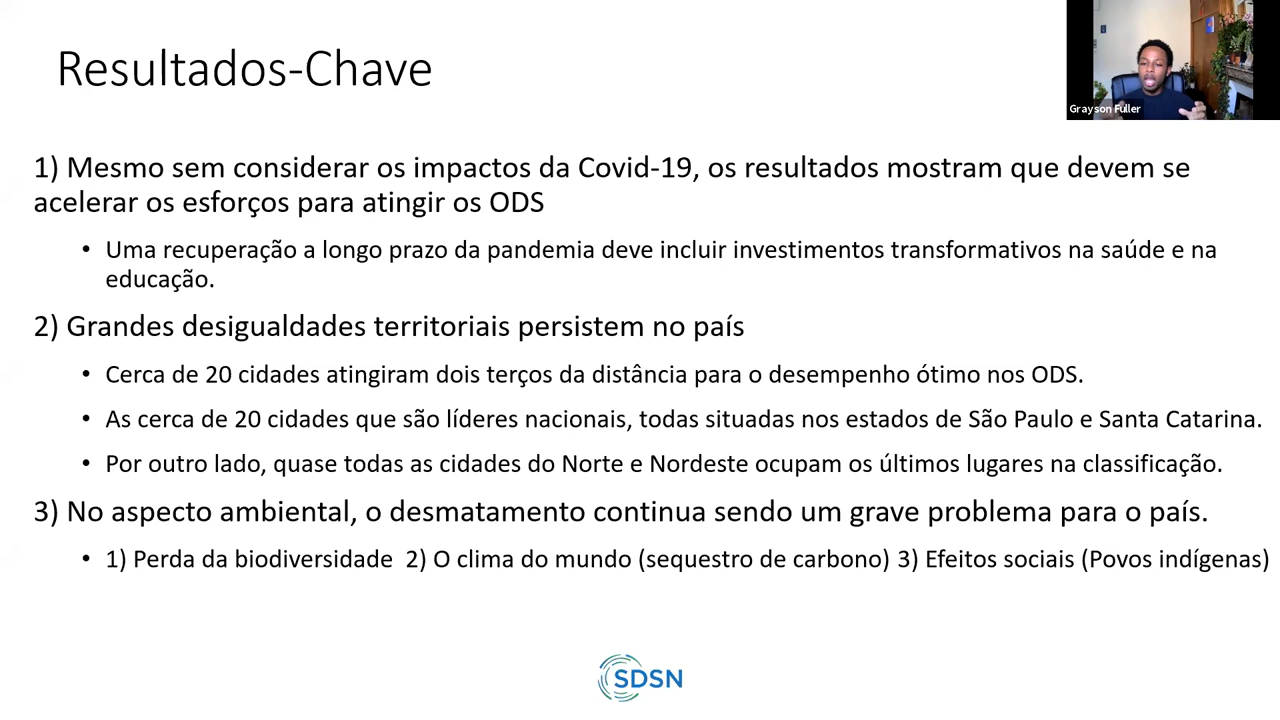 Resultados-Chave
Grayson Fuller
1) Mesmo sem considerar os impactos da Covid-19, os resultados mostram que devem se
acelerar os esforços para atingir os ODS
• Uma recuperação a longo prazo da pandemia deve incluir investimentos transformativos na saúde e na
educação.
2) Grandes desigualdades territoriais persistem no país
• Cerca de 20 cidades atingiram dois terços da distância para o desempenho ótimo nos ODS.
• As cerca de 20 cidades que são líderes nacionais, todas situadas nos estados de São Paulo e Santa Catarina.
• Por outro lado, quase todas as cidades do Norte e Nordeste ocupam os últimos lugares na classificação.
3) No aspecto ambiental, o desmatamento continua sendo um grave problema para o país.
• 1) Perda da biodiversidade 2) O clima do mundo (sequestro de carbono) 3) Efeitos sociais (Povos indígenas)
SDSN